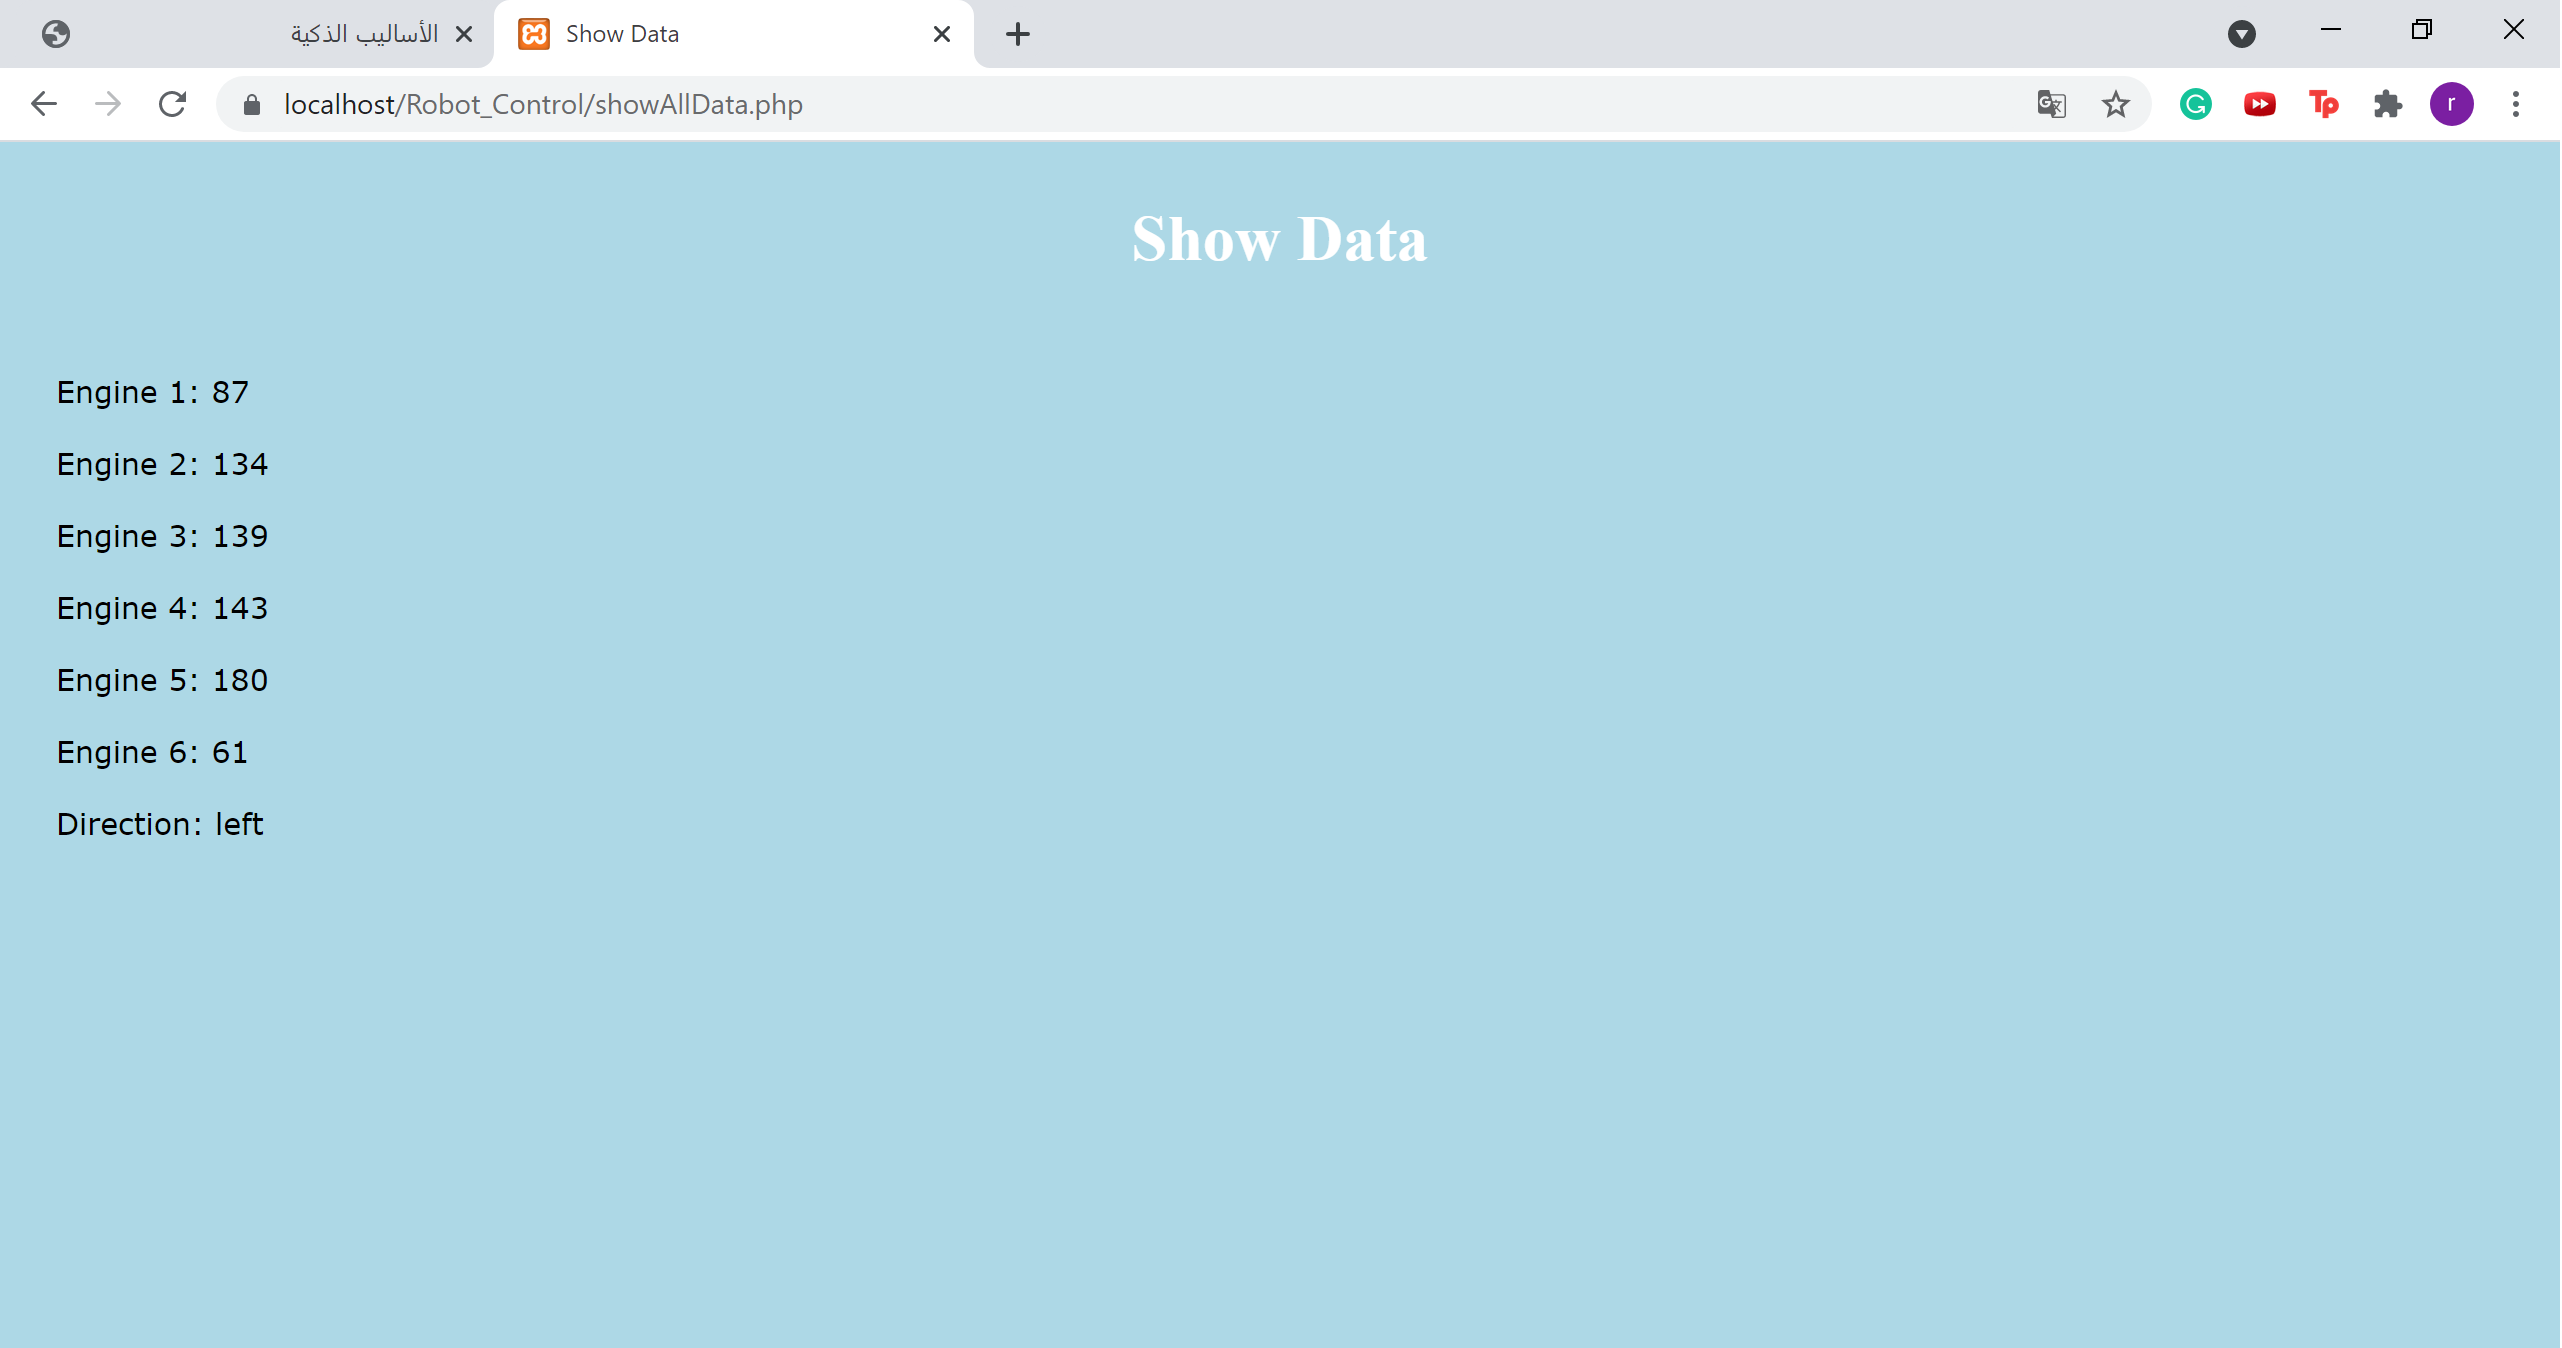 الأساليب الذكية
Show Data
localhost/Robot_Control/showAllData.php
r
Show Data
Engine 1: 87
Engine 2: 134
Engine 3: 139
Engine 4: 143
Engine 5: 180
Engine 6: 61
Direction: left